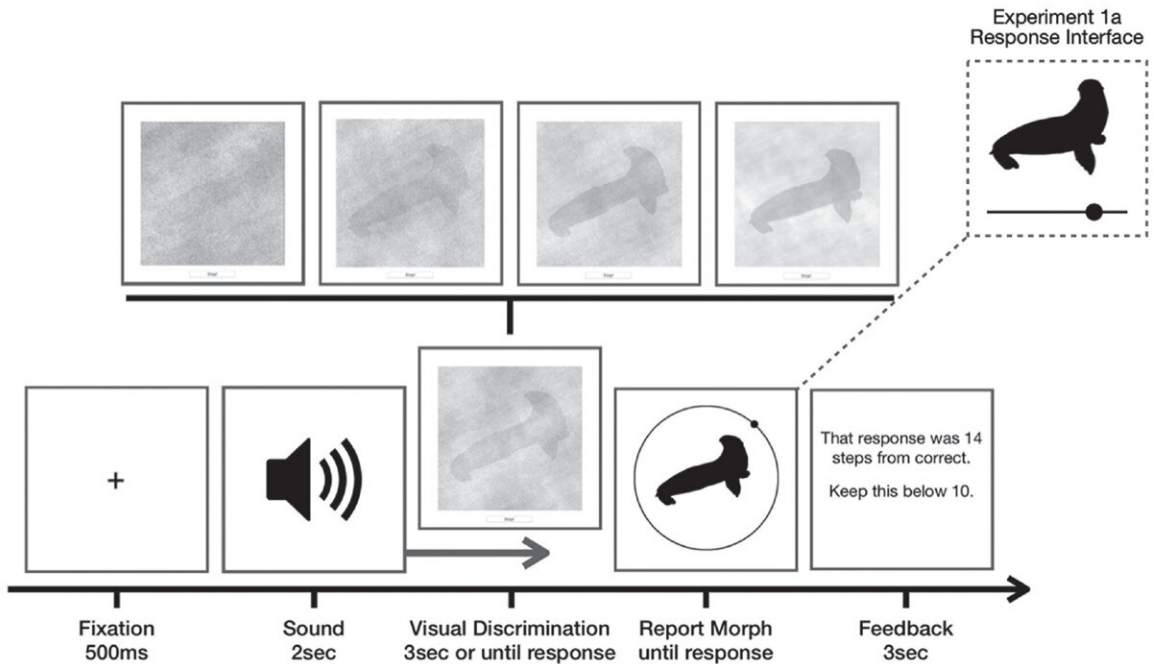 Experiment 1a
Response Interface
That response was 14
steps from correct.
Keep this below 10.
Fixation
500ms
Sound
2sec
Visual Discrimination
3sec or until response
Report Morph
until response
Feedback
3sec